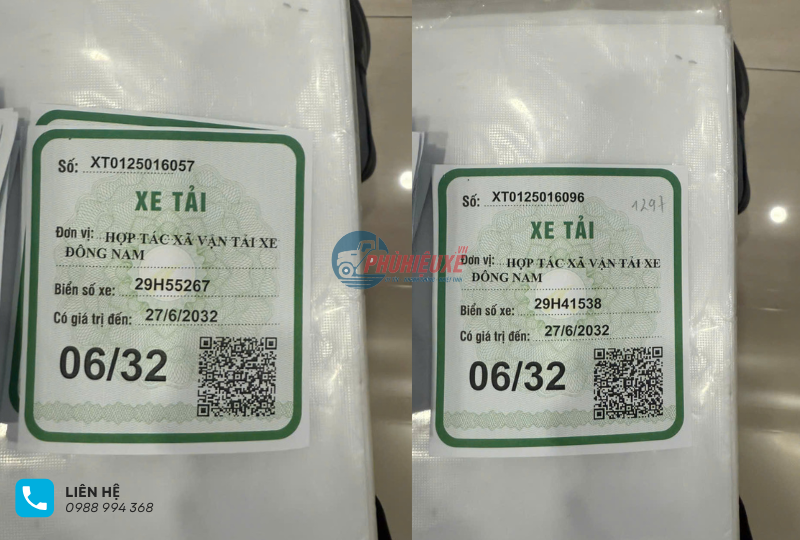 Số: XT0125016057
XE TẢI
Đơn vị: HỢP TÁC XÃ VẬN TẢI XE
ĐÔNG NAM
Biển số xe: 29H55267
Có giá trị đến: 27/6/2032
06/32
Số: XT0125016096
1297
XE TẢI
Đơn vị: HỢP TÁC XÃ VẬN TẢI XE
ĐÔNG NAM
Biển số xe: 29H41538
Có giá trị đến: 27/6/2032
06/32
PHÙHIỆUXE.VN
LIÊN HỆ
0988 994 368